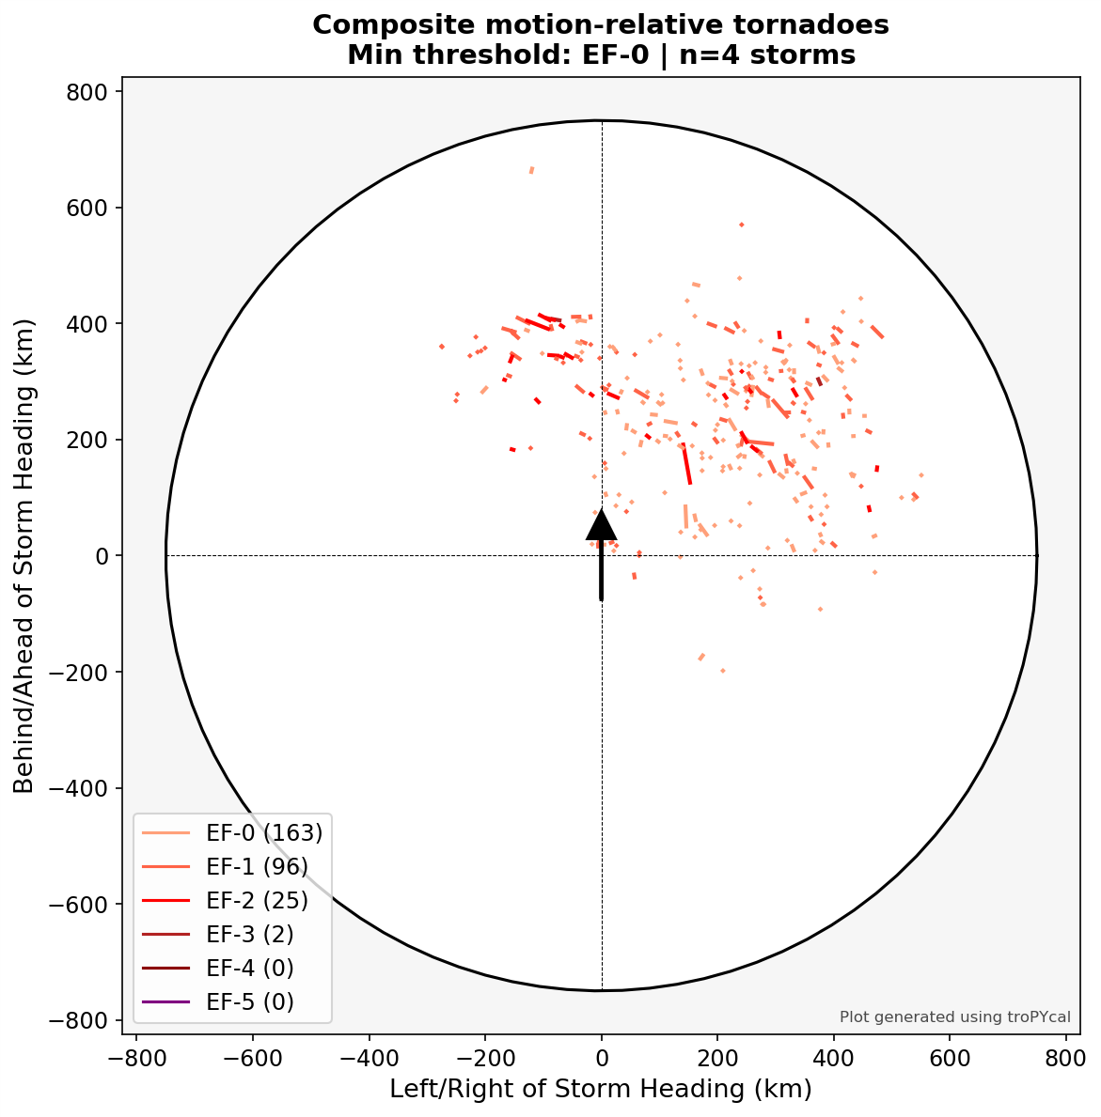 Composite motion-relative tornadoes
Min threshold: EF-0 | n=4 storms
Behind/Ahead of Storm Heading (km)
800
600
400
200
0
−200
−400
−600
−800
EF-0 (163)
EF-1 (96)
EF-2 (25)
EF-3 (2)
EF-4 (0)
EF-5 (0)
Plot generated using troPYcal
−800 −600 −400 −200 0 200 400 600 800
Left/Right of Storm Heading (km)